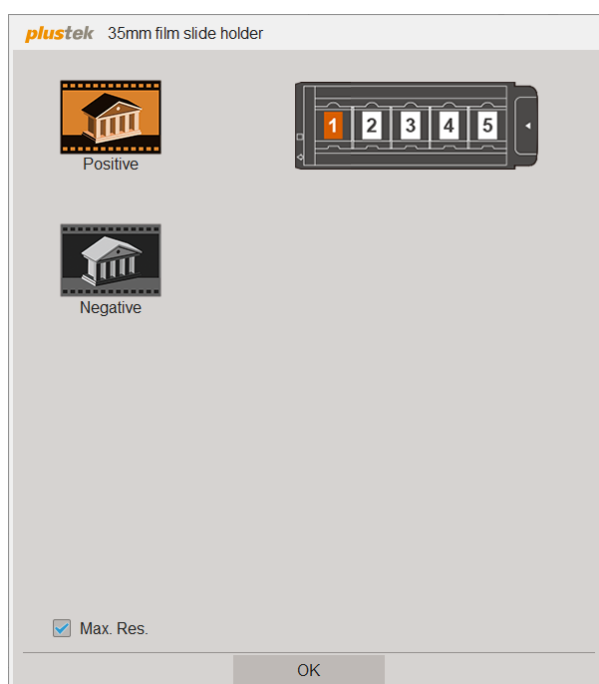 plustek 35mm film slide holder
1 2 3 4 5
Positive
Negative
Max. Res.
OK